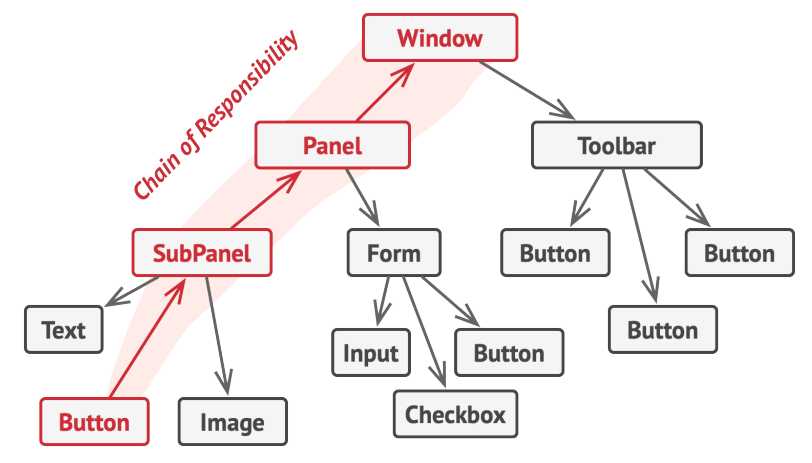 Window
Chain of Responsibility
Panel
Toolbar
SubPanel
Form
Button
Button
Text
Input
Button
Button
Button
Image
Checkbox